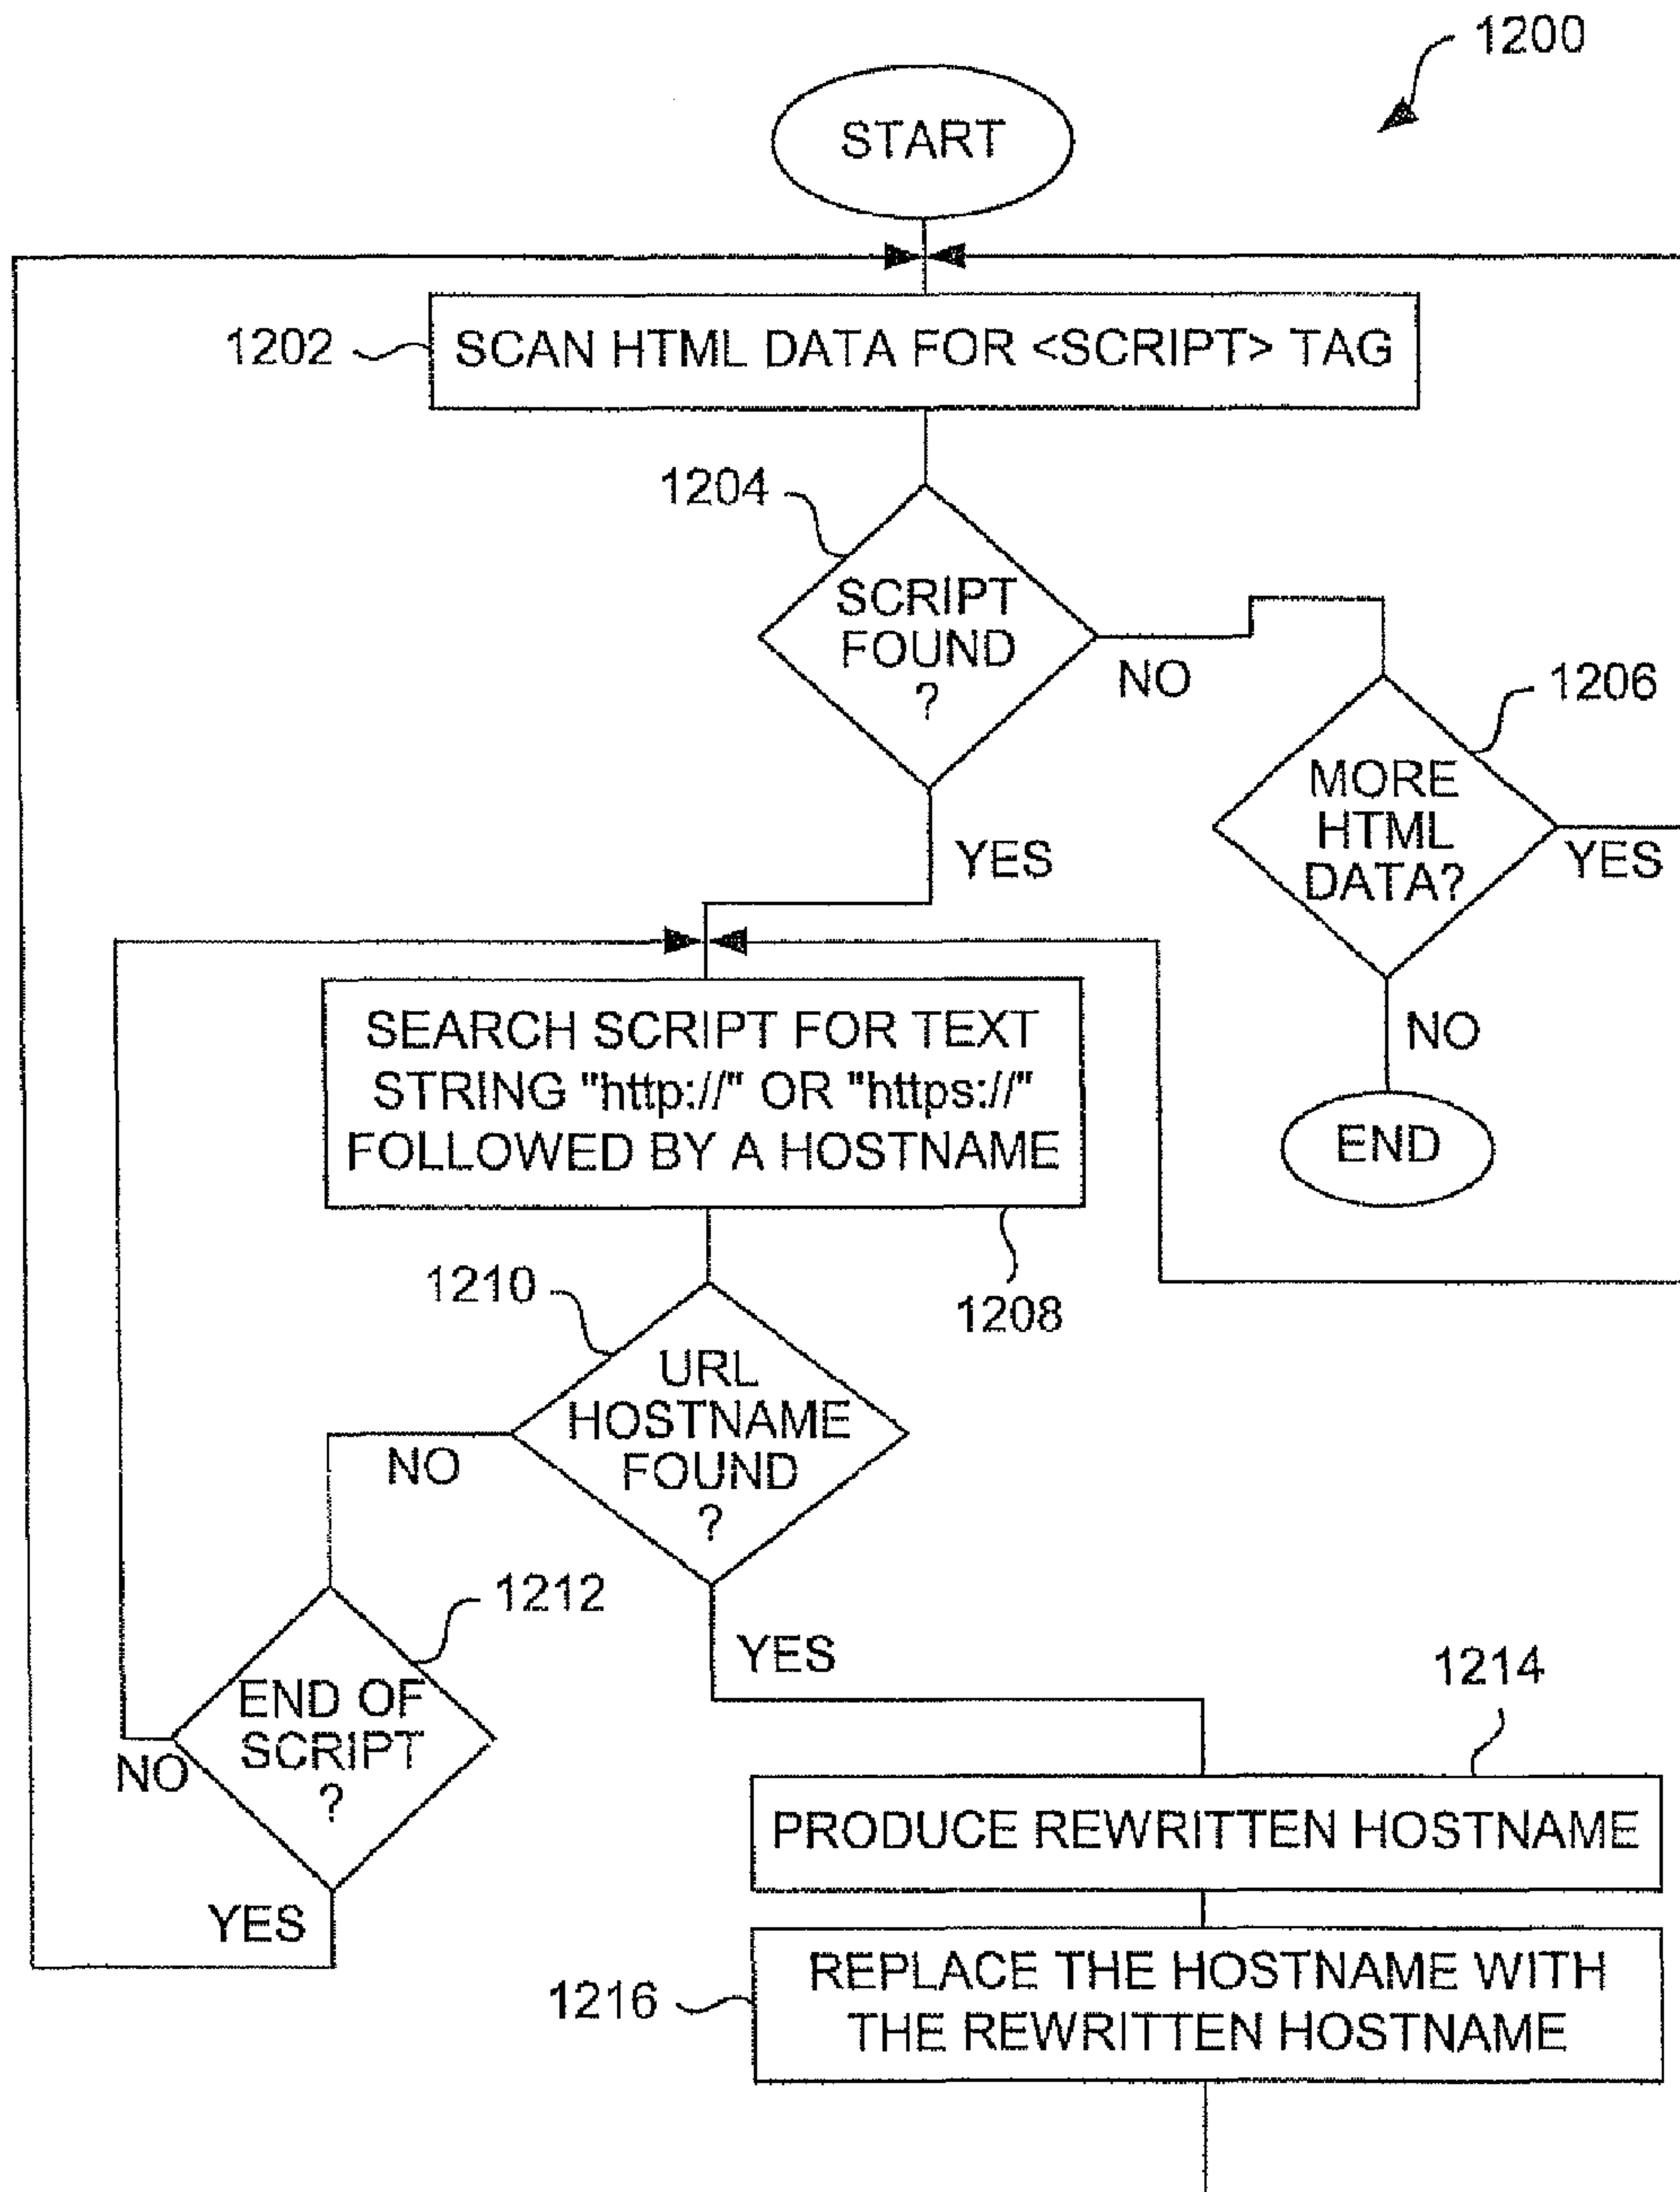 1200
START
1202
SCAN HTML DATA FOR <SCRIPT> TAG
1204
SCRIPT
FOUND
?
NO
1206
MORE
HTML
DATA?
YES
YES
NO
END
SEARCH SCRIPT FOR TEXT
STRING "http://" OR "https://"
FOLLOWED BY A HOSTNAME
1208
1210
URL
HOSTNAME
FOUND
?
NO
1212
YES
END OF
SCRIPT
?
NO
YES
1214
PRODUCE REWRITTEN HOSTNAME
1216
REPLACE THE HOSTNAME WITH
THE REWRITTEN HOSTNAME